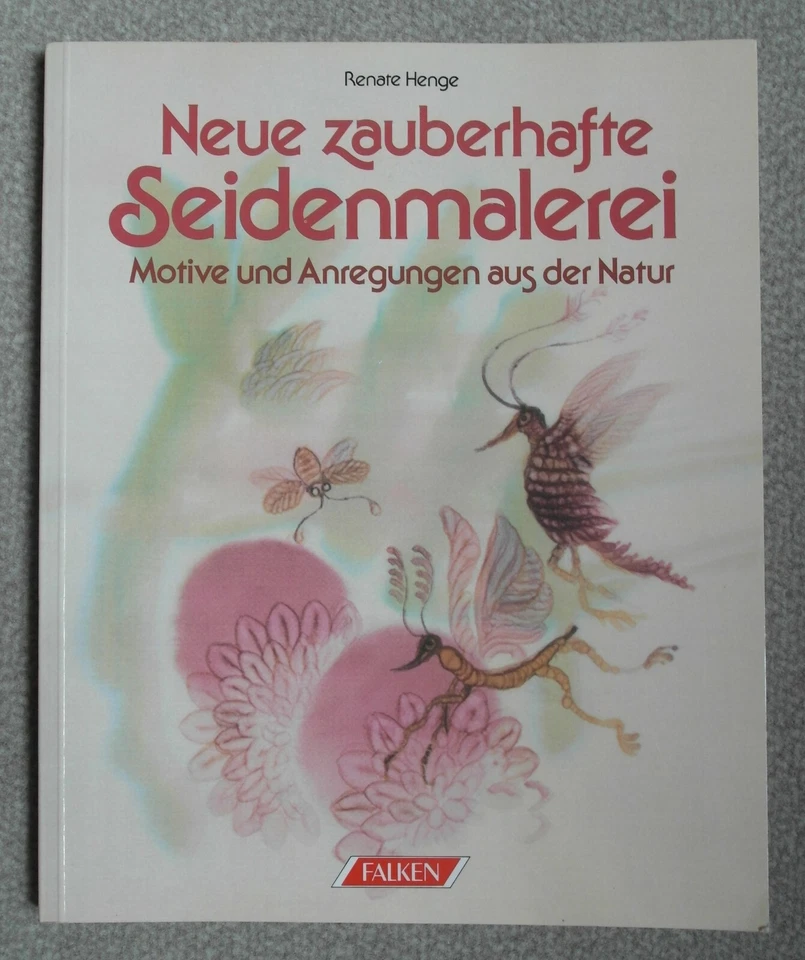 Renate Henge
Neue zauberhafte
Seidenmalerei
Motive und Anregungen aus der Natur
FALKEN